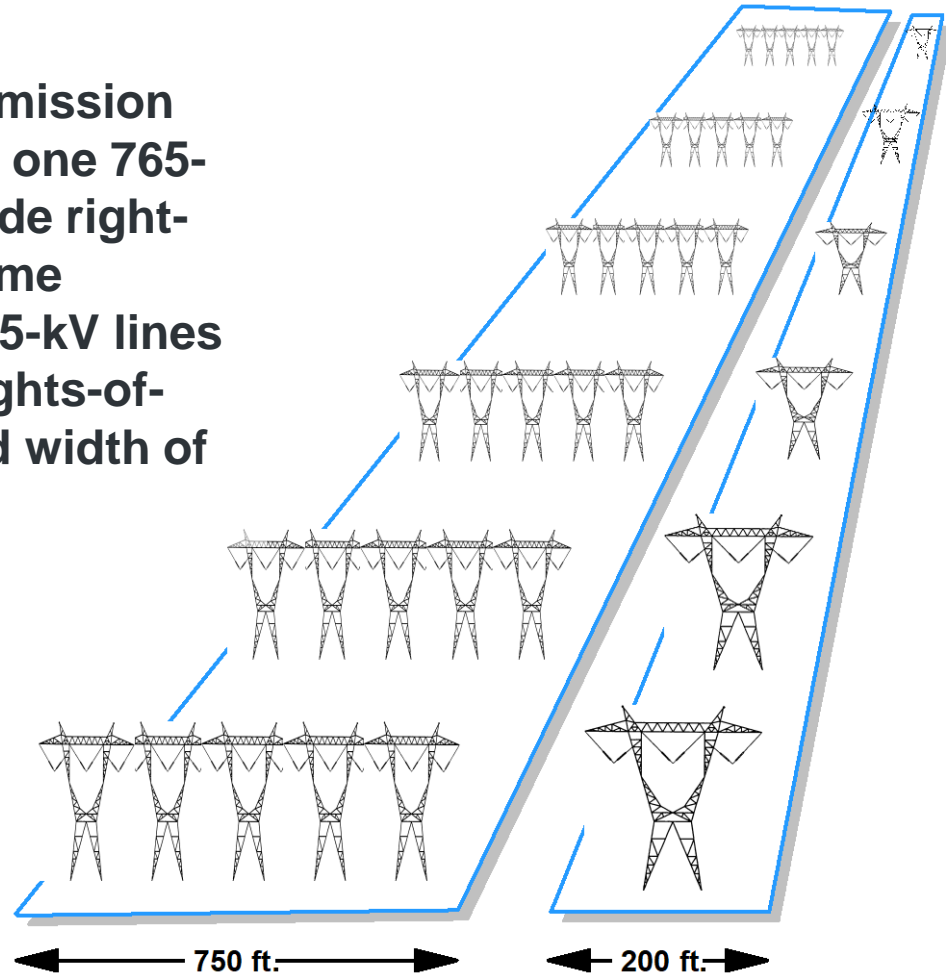 mission
one 765-
de right-
me
5-kV lines
ghts-of-
d width of
750 ft.
200 ft.